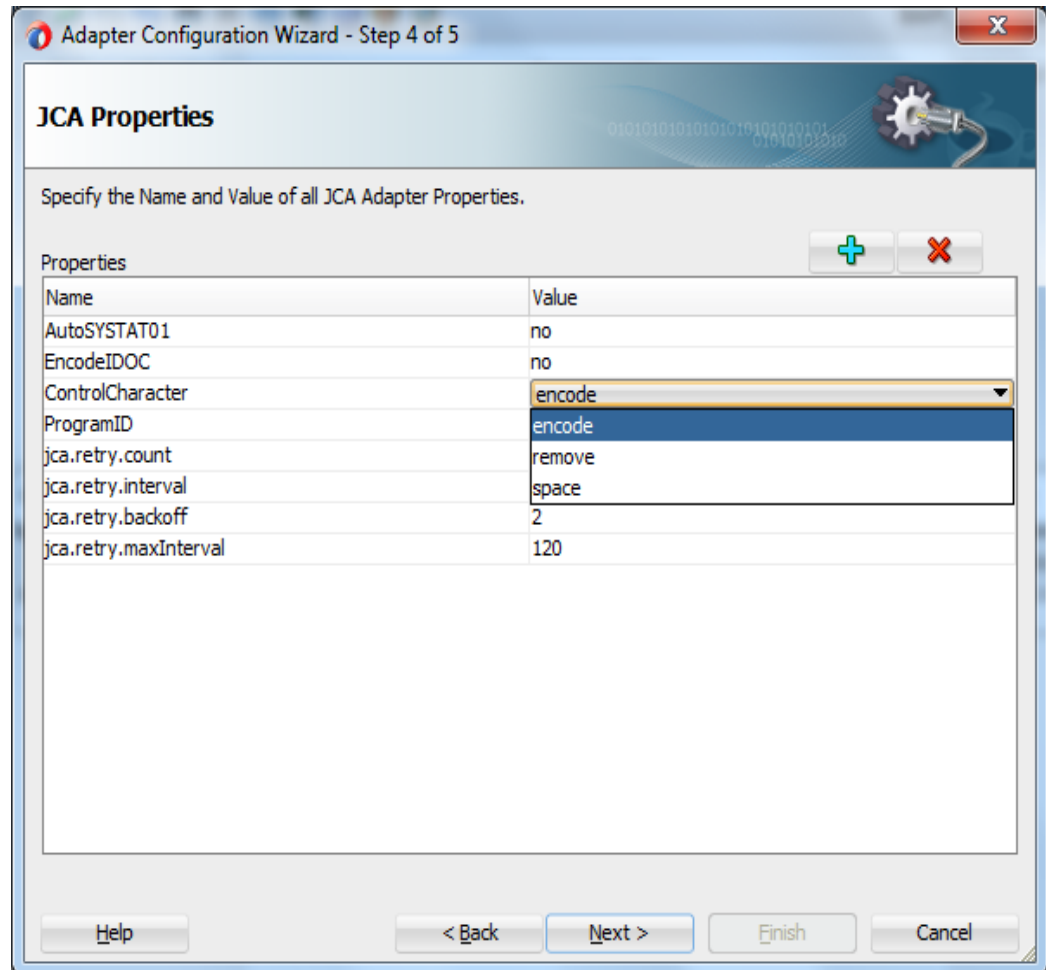 Adapter Configuration Wizard - Step 4 of 5
JCA Properties
Specify the Name and Value of all JCA Adapter Properties.
Properties
Name Value
AutoSYSTAT01 no
EncodeIDOC no
ControlCharacter encode
ProgramID encode
jca.retry.count remove
jca.retry.interval space
jca.retry.backoff 2
jca.retry.maxInterval 120
Help < Back Next > Finish Cancel